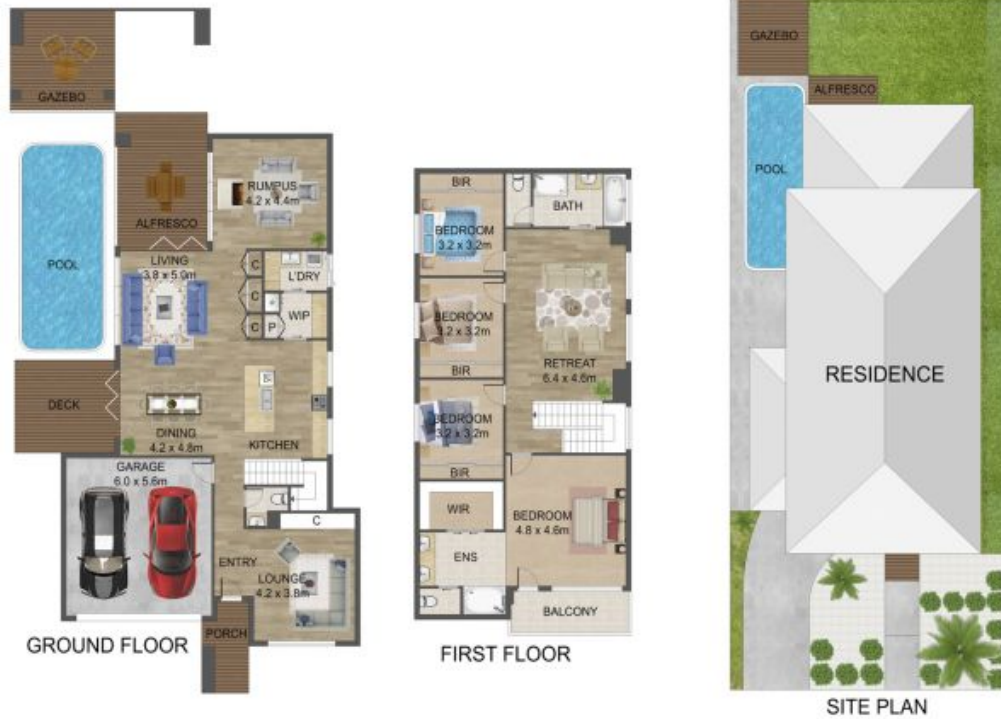 GAZEBO
RUMPUS
4.2 x 4.4m
ALFRESCO
POOL
LIVING
3.8 x 5.0m
C
L'DRY
C
WIP
C
P
DECK
DINING
4.2 x 4.8m
KITCHEN
GARAGE
6.0 x 5.6m
C
ENTRY
LOUNGE
4.2 x 3.8m
PORCH
GROUND FLOOR
BIR
BATH
BEDROOM
3.2 x 3.2m
BEDROOM
3.2 x 3.2m
RETREAT
6.4 x 4.6m
BIR
BEDROOM
3.2 x 3.2m
BIR
WIR
BEDROOM
4.8 x 4.6m
ENS
BALCONY
FIRST FLOOR
GAZEBO
ALFRESCO
POOL
RESIDENCE
SITE PLAN